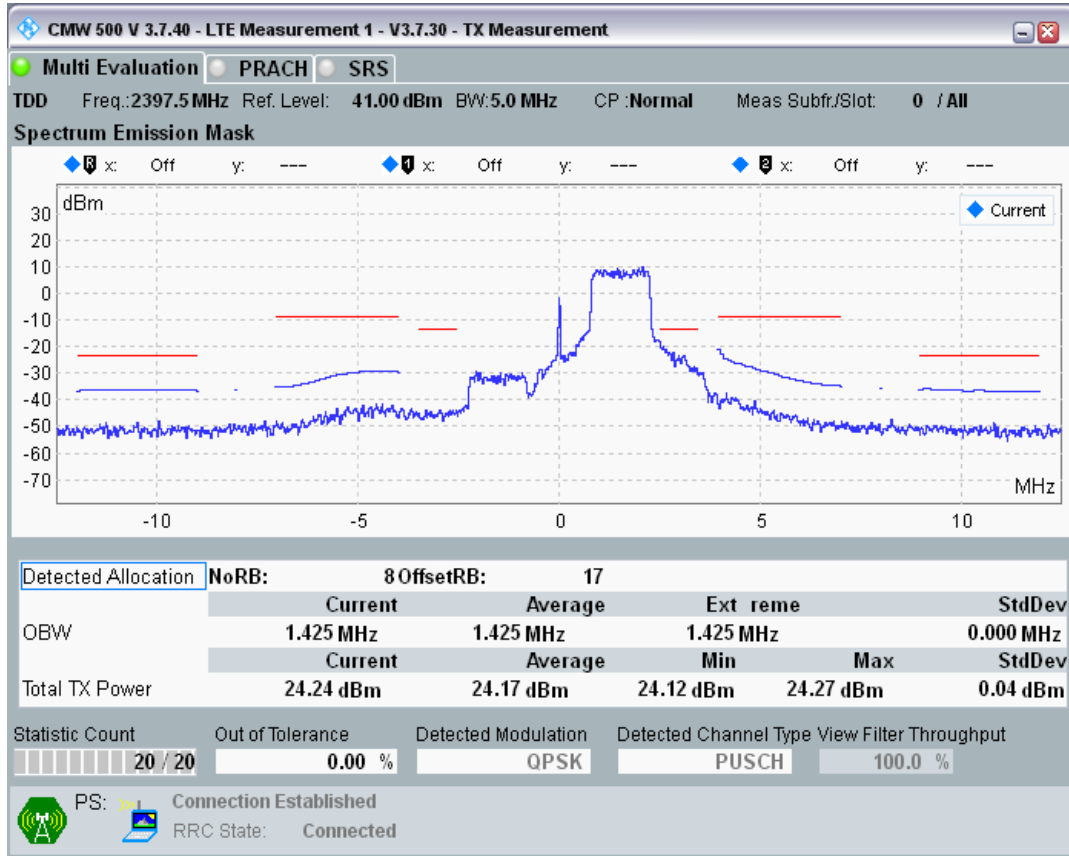 CMW 500 V 3.7.40 - LTE Measurement 1 - V3.7.30 - TX Measurement
Multi Evaluation PRACH SRS
TDD Freq.:2397.5 MHz Ref. Level: 41.00 dBm BW:5.0 MHz CP :Normal Meas Subfr./Slot: 0 / All
Spectrum Emission Mask
R x: Off y: --- 1 x: Off y: --- 2 x: Off y: ---
dBm
Current
30
20
10
0
-10
-20
-30
-40
-50
-60
-70
MHz
-10 -5 0 5 10
Detected Allocation NoRB: 8 OffsetRB: 17
Current Average Ext reme StdDev
OBW 1.425 MHz 1.425 MHz 1.425 MHz 0.000 MHz
Current Average Min Max StdDev
Total TX Power 24.24 dBm 24.17 dBm 24.12 dBm 24.27 dBm 0.04 dBm
Statistic Count Out of Tolerance Detected Modulation Detected Channel Type View Filter Throughput
20 / 20 0.00 % QPSK PUSCH 100.0 %
PS: Connection Established
RRC State: Connected